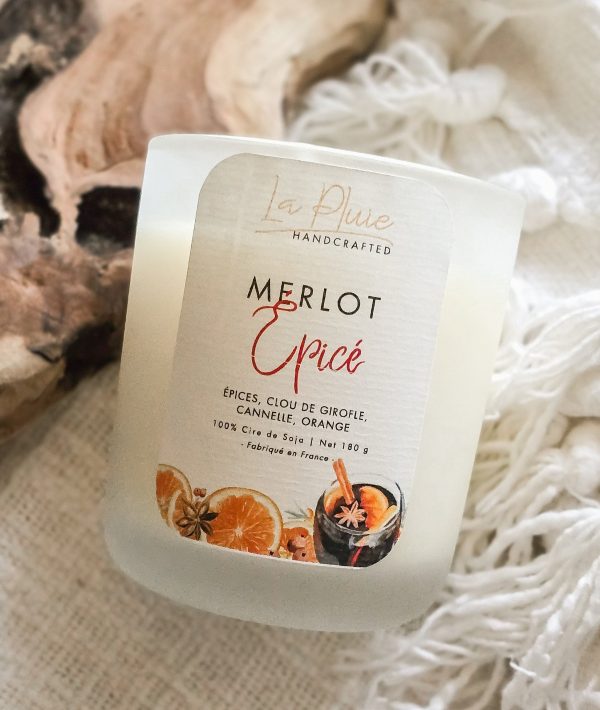 La Pluie
HANDCRAFTED
MERLOT
Épicé
ÉPICES, CLOU DE GIROFLE,
CANNELLE, ORANGE
100% Cire de Soja | Net 180 g
- Fabriqué en France -